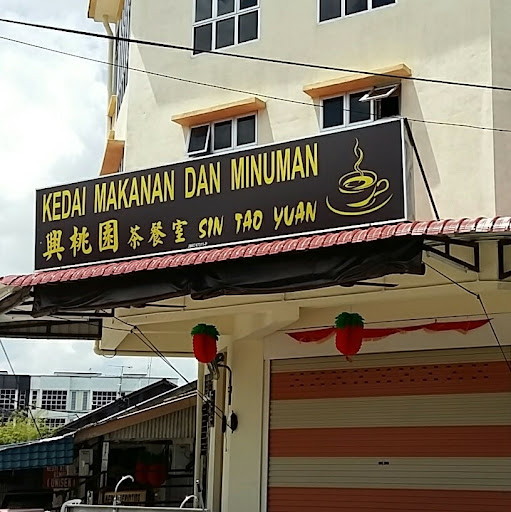 KEDAI MAKANAN DAN MINUMAN
興桃園茶餐室 SIN TAO YUAN